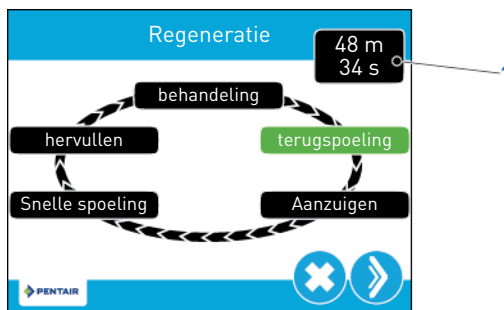 Regeneratie
48 m
34 s
behandeling
hervullen
terugspoeling
Snelle spoeling
Aanzuigen
PENTAIR